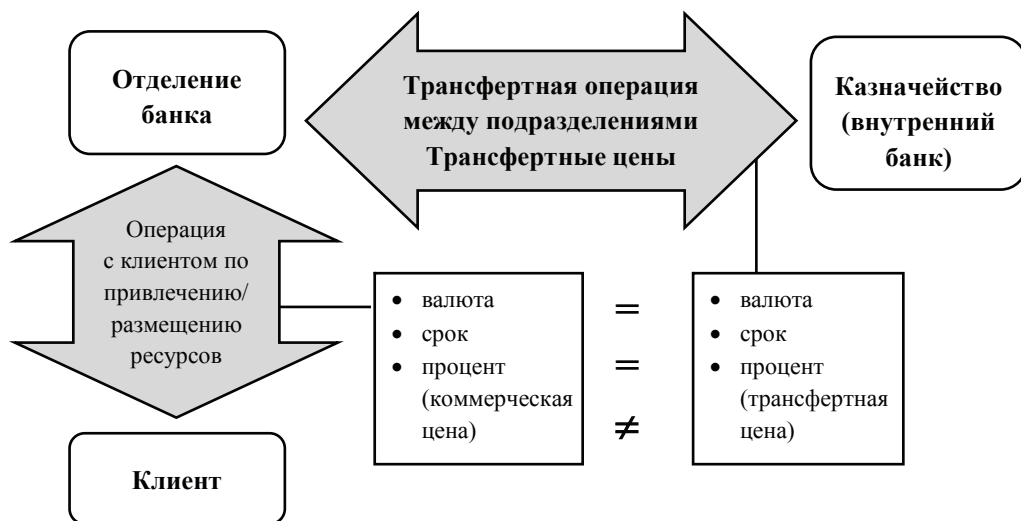 Отделение
банка
Трансфертная операция
между подразделениями
Трансфертные цены
Казначейство
(внутренний
банк)
Операция
с клиентом по
привлечению/
размещению
ресурсов
• валюта
• срок
• процент
(коммерческая
цена)
=
=
≠
• валюта
• срок
• процент
(трансфертная
цена)
Клиент